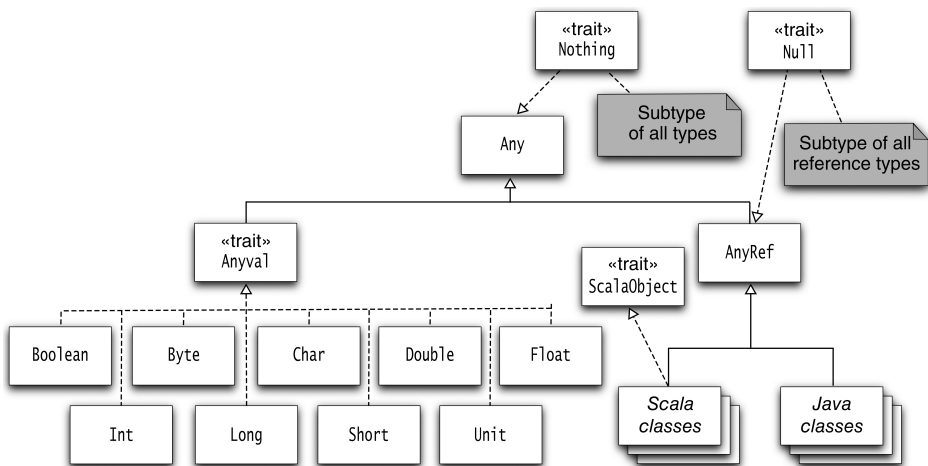 «trait»
Nothing
«trait»
Null
Subtype
of all types
Any
Subtype of all
reference types
«trait»
Anyval
«trait»
ScalaObject
AnyRef
Boolean
Byte
Char
Double
Float
Scala
classes
Java
classes
Int
Long
Short
Unit